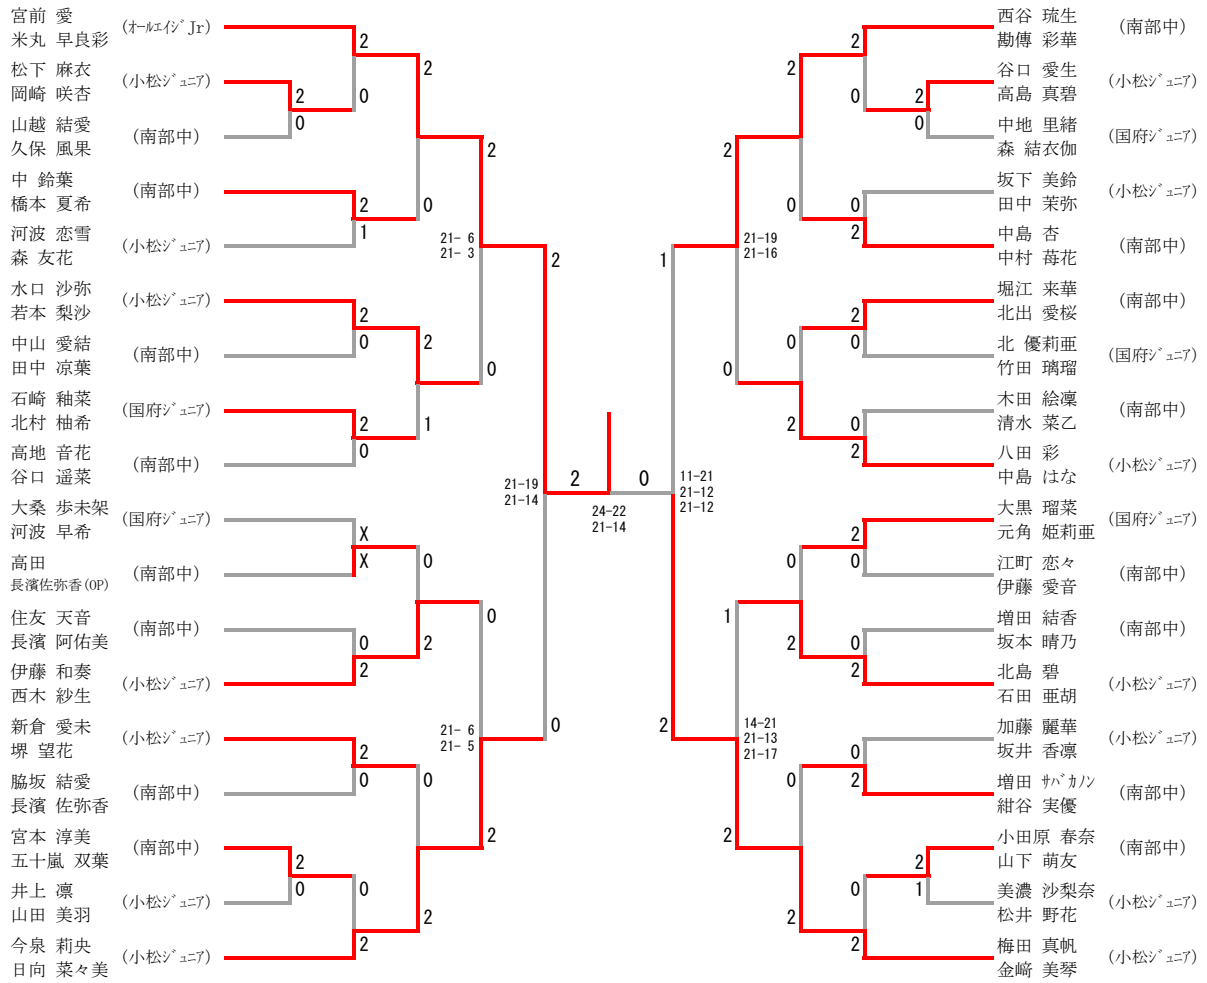 宮前 愛
米丸 早良彩
(ｵｰﾙｴｲｼﾞJr)
松下 麻衣
岡崎 咲杏
(小松ｼﾞｭﾆｱ)
山越 結愛
久保 風果
(南部中)
中 鈴葉
橋本 夏希
(南部中)
河波 恋雪
森 友花
(小松ｼﾞｭﾆｱ)
水口 沙弥
若本 梨沙
(小松ｼﾞｭﾆｱ)
中山 愛結
田中 凉葉
(南部中)
石崎 釉菜
北村 柚希
(国府ｼﾞｭﾆｱ)
高地 音花
谷口 遥菜
(南部中)
大桑 歩未架
河波 早希
(国府ｼﾞｭﾆｱ)
高田
長濱佐弥香(OP)
(南部中)
住友 天音
長濱 阿佑美
(南部中)
伊藤 和奏
西木 紗生
(小松ｼﾞｭﾆｱ)
新倉 愛未
堺 望花
(小松ｼﾞｭﾆｱ)
脇坂 結愛
長濱 佐弥香
(南部中)
宮本 淳美
五十嵐 双葉
(南部中)
井上 凛
山田 美羽
(小松ｼﾞｭﾆｱ)
今泉 莉央
日向 菜々美
(小松ｼﾞｭﾆｱ)
2
0
2
0
2
1
2
0
2
0
X
X
0
2
2
0
2
0
0
2
2
0
2
1
0
2
0
2
2
0
21- 6
21- 3
0
2
21- 6
21- 5
2
0
21-19
21-14
2
0
24-22
21-14
1
2
11-21
21-12
21-12
2
0
21-19
21-16
1
2
14-21
21-13
21-17
2
0
0
2
0
2
0
2
2
0
2
0
0
2
2
0
0
2
2
0
0
2
0
2
2
1
0
2
西谷 琉生
勘傳 彩華
(南部中)
谷口 愛生
高島 真碧
(小松ｼﾞｭﾆｱ)
中地 里緒
森 結衣伽
(国府ｼﾞｭﾆｱ)
坂下 美鈴
田中 茉弥
(小松ｼﾞｭﾆｱ)
中島 杏
中村 苺花
(南部中)
堀江 来華
北出 愛桜
(南部中)
北 優莉亜
竹田 璃瑠
(国府ｼﾞｭﾆｱ)
木田 絵凜
清水 菜乙
(南部中)
八田 彩
中島 はな
(小松ｼﾞｭﾆｱ)
大黒 瑠菜
元角 姫莉亜
(国府ｼﾞｭﾆｱ)
江町 恋々
伊藤 愛音
(南部中)
増田 結香
坂本 晴乃
(南部中)
北島 碧
石田 亜胡
(小松ｼﾞｭﾆｱ)
加藤 麗華
坂井 香凛
(小松ｼﾞｭﾆｱ)
増田 ｻﾊﾞｶﾉﾝ
紺谷 実優
(南部中)
小田原 春奈
山下 萌友
(南部中)
美濃 沙梨奈
松井 野花
(小松ｼﾞｭﾆｱ)
梅田 真帆
金﨑 美琴
(小松ｼﾞｭﾆｱ)